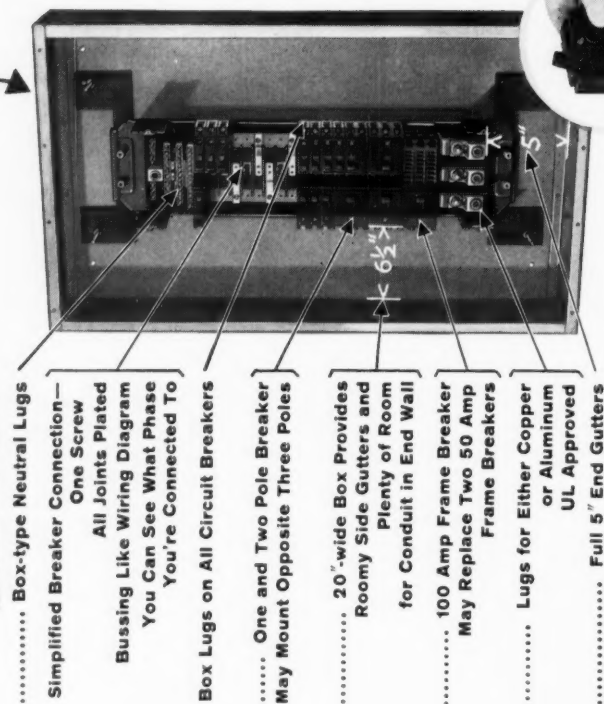 ............ Box-type Neutral Lugs
Simplified Breaker Connection—
One Screw
All Joints Plated
Bussing Like Wiring Diagram
You Can See What Phase
You're Connected To
Box Lugs on All Circuit Breakers
...... One and Two Pole Breaker
May Mount Opposite Three Poles
........... 20"-wide Box Provides
Roomy Side Gutters and
Plenty of Room
for Conduit in End Wall
........... 100 Amp Frame Breaker
May Replace Two 50 Amp
Frame Breakers
......... Lugs for Either Copper
or Aluminum
UL Approved
................ Full 5" End Gutters
< 6½" >
< 5" >